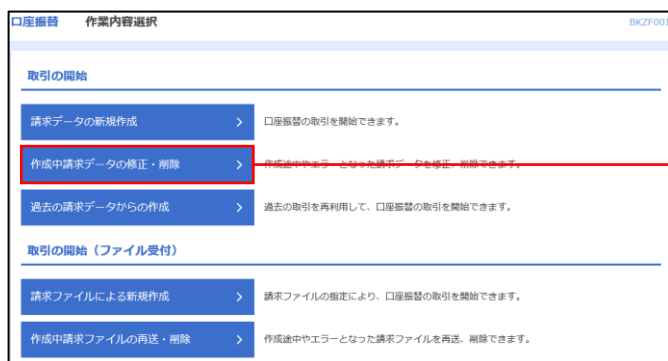 口座振替 作業内容選択 BKZF001
取引の開始
請求データの新規作成 口座振替の取引を開始できます。
作成中請求データの修正・削除 作成途中やエラーとなった請求データを修正、削除できます。
過去の請求データからの作成 過去の取引を再利用して、口座振替の取引を開始できます。
取引の開始（ファイル受付）
請求ファイルによる新規作成 請求ファイルの指定により、口座振替の取引を開始できます。
作成中請求ファイルの再送・削除 作成途中やエラーとなった請求ファイルを再送、削除できます。